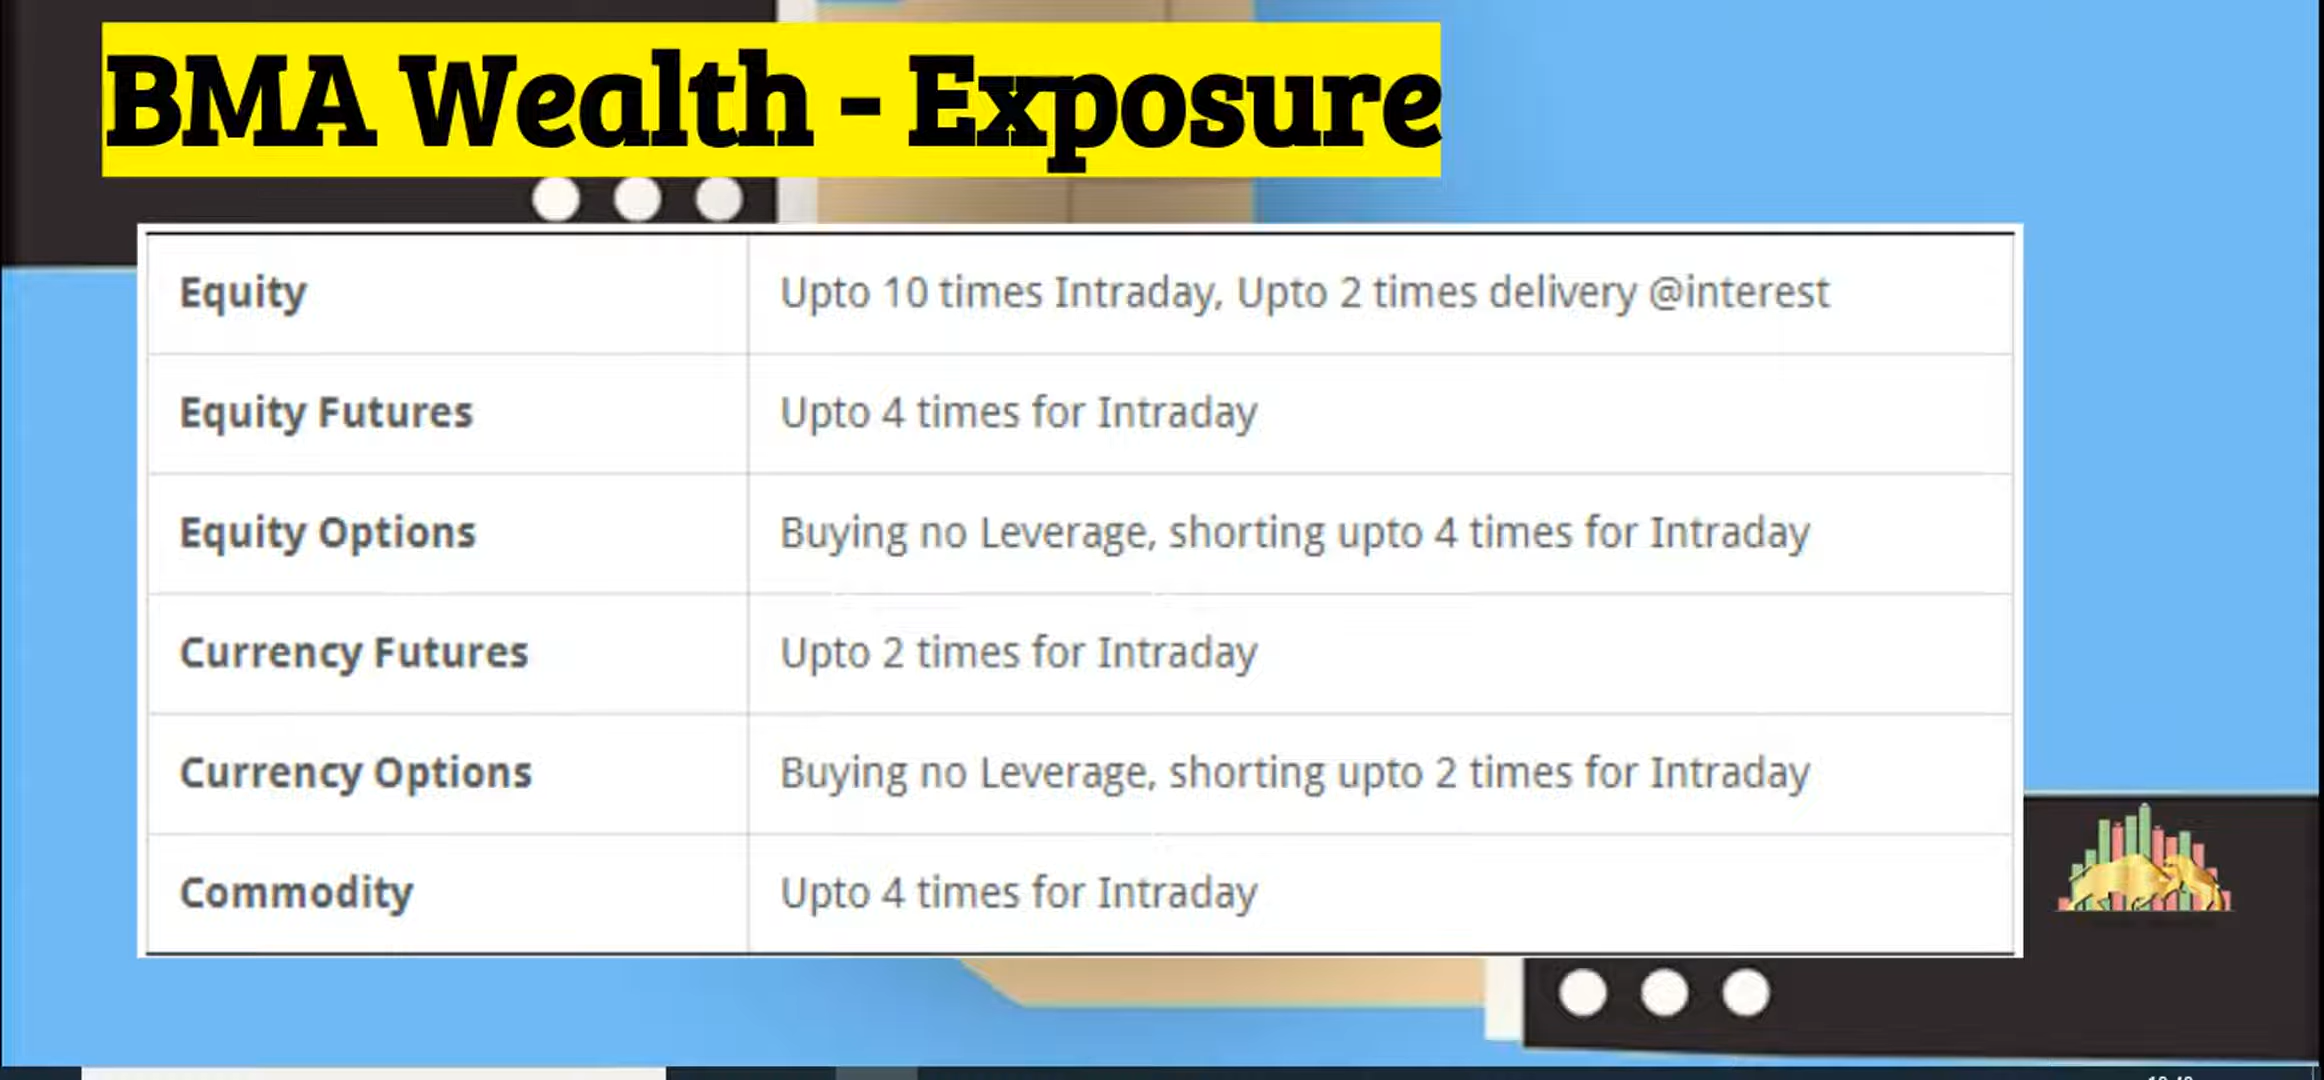 BMA Wealth - Exposure
Equity Upto 10 times Intraday, Upto 2 times delivery @interest
Equity Futures Upto 4 times for Intraday
Equity Options Buying no Leverage, shorting upto 4 times for Intraday
Currency Futures Upto 2 times for Intraday
Currency Options Buying no Leverage, shorting upto 2 times for Intraday
Commodity Upto 4 times for Intraday